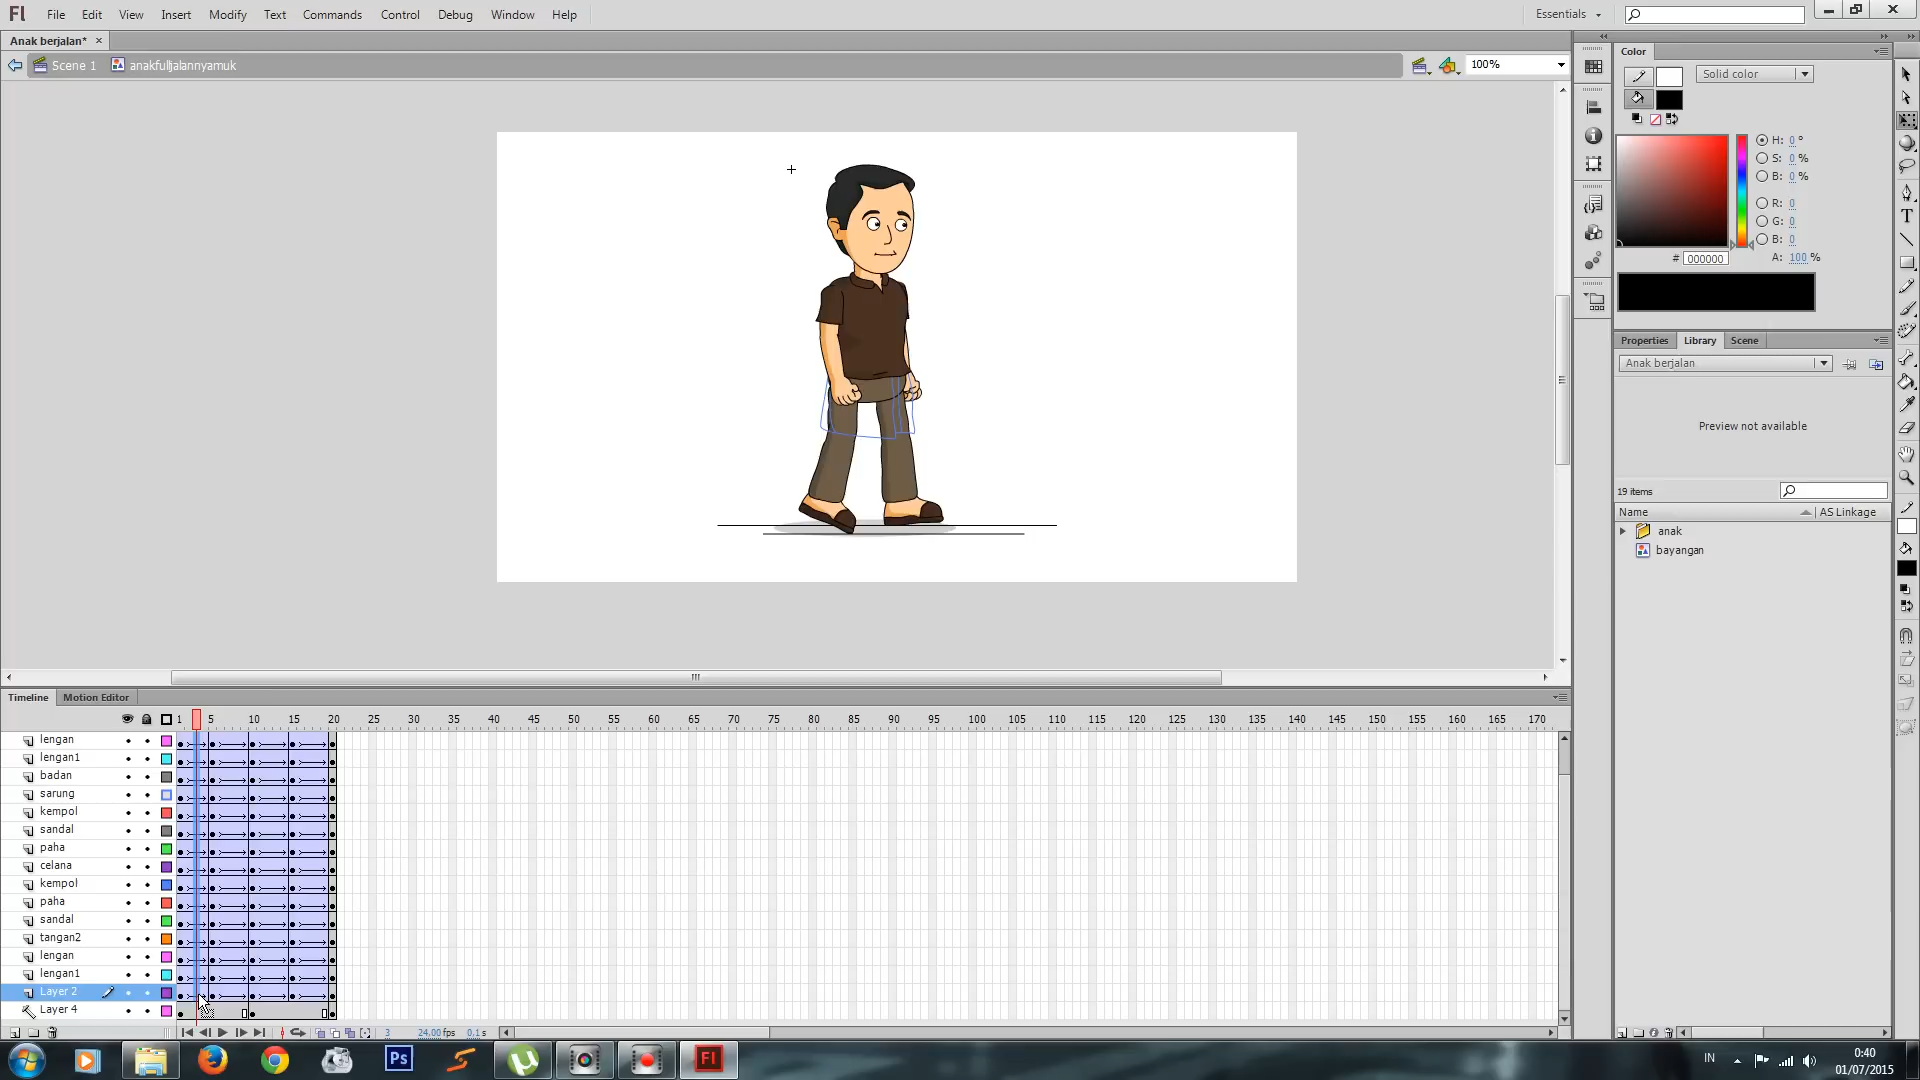 Fl File Edit View Insert Modify Text Commands Control Debug Window Help Essentials
Anak berjalan* ×
Scene 1 anakfulljalannyamuk 100%
Color
Solid color
H: 0 °
S: 0 %
B: 0 %
R: 0
G: 0
B: 0
# 000000 A: 100 %
Properties Library Scene
Anak berjalan
Preview not available
19 items
Name AS Linkage
anak
bayangan
Timeline Motion Editor
1 5 10 15 20 25 30 35 40 45 50 55 60 65 70 75 80 85 90 95 100 105 110 115 120 125 130 135 140 145 150 155 160 165 170
lengan
lengan1
badan
sarung
kempol
sandal
paha
celana
kempol
paha
sandal
tangan2
lengan
lengan1
Layer 2
Layer 4
3 24.00 fps 0.1 s
Ps Fl IN 0:40
01/07/2015